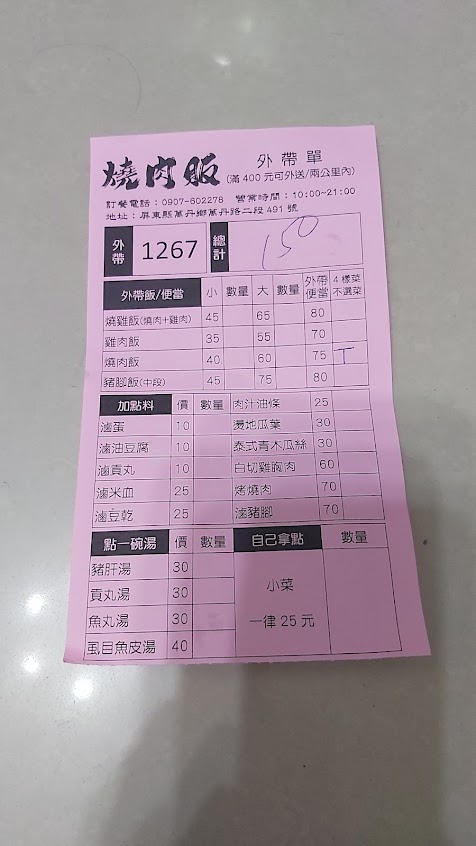 燒肉飯 外帶單
(滿400元可外送/兩公里內)
訂餐電話：0907-602278 營業時間：10:00~21:00
地址：屏東縣萬丹鄉萬丹路二段491號
外帶 1267 總計 150
外帶飯/便當 小 數量 大 數量 外帶便當 4樣菜不選菜
燒雞飯(燒肉+雞肉) 45 65 80
雞肉飯 35 55 70
燒肉飯 40 60 75 T
豬腳飯(中段) 45 75 80
加點料 價 數量 肉汁油條 25
滷蛋 10 燙地瓜葉 30
滷油豆腐 10 泰式青木瓜絲 30
滷貢丸 10 白切雞胸肉 60
滷米血 25 烤燒肉 70
滷豆乾 25 滷豬腳 70
點一碗湯 價 數量 自己拿點 數量
豬肝湯 30
貢丸湯 30 小菜
魚丸湯 30 一律25元
虱目魚皮湯 40